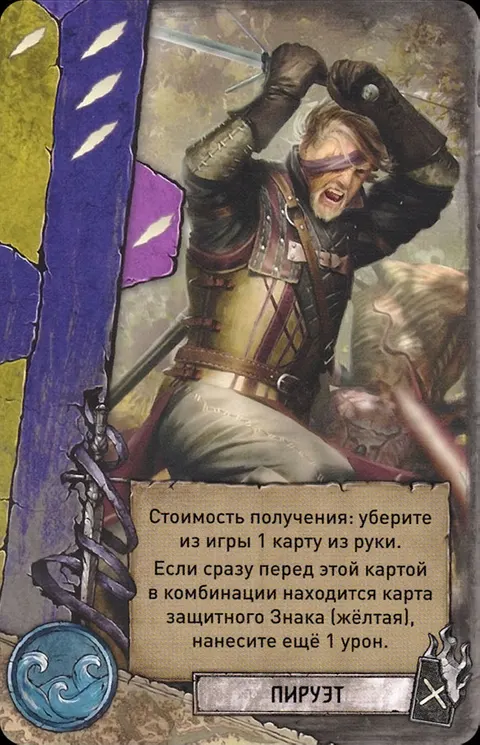 Стоимость получения: уберите
из игры 1 карту из руки.
Если сразу перед этой картой
в комбинации находится карта
защитного Знака (жёлтая),
нанесите ещё 1 урон.
ПИРУЭТ